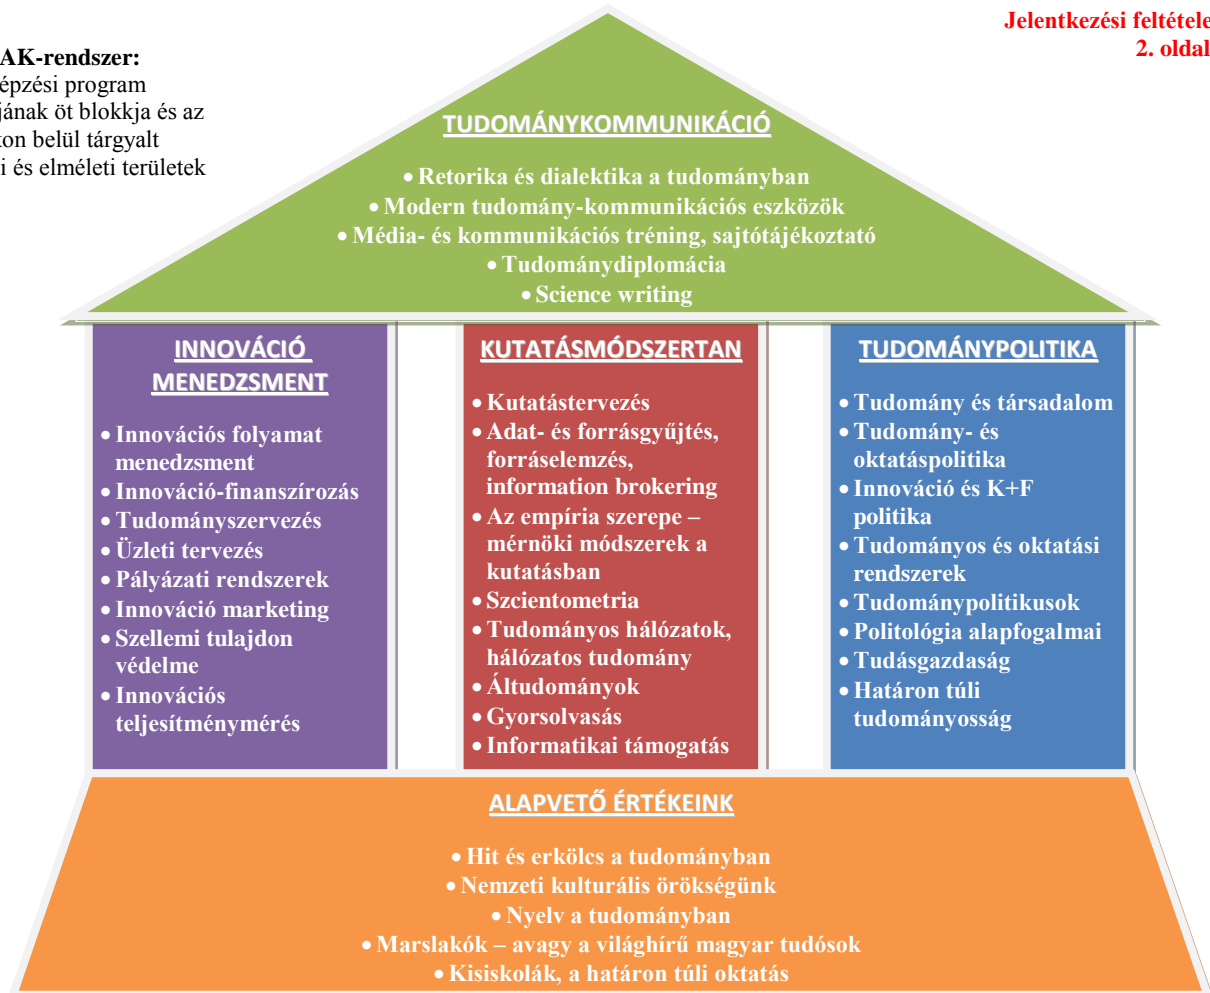 Jelentkezési feltétele
2. oldal
AK-rendszer:
épzési program
jának öt blokkja és az
kon belül tárgyalt
i és elméleti területek
TUDOMÁNYKOMMUNIKÁCIÓ
• Retorika és dialektika a tudományban
• Modern tudomány-kommunikációs eszközök
• Média- és kommunikációs tréning, sajtótájékoztató
• Tudománydiplomácia
• Science writing
INNOVÁCIÓ
MENEDZSMENT
• Innovációs folyamat
menedzsment
• Innováció-finanszírozás
• Tudományszervezés
• Üzleti tervezés
• Pályázati rendszerek
• Innováció marketing
• Szellemi tulajdon
védelme
• Innovációs
teljesítménymérés
KUTATÁSMÓDSZERTAN
• Kutatástervezés
• Adat- és forrásgyűjtés,
forráselemzés,
information brokering
• Az empíria szerepe –
mérnöki módszerek a
kutatásban
• Szcientometria
• Tudományos hálózatok,
hálózatos tudomány
• Áltudományok
• Gyorsolvasás
• Informatikai támogatás
TUDOMÁNYPOLITIKA
• Tudomány és társadalom
• Tudomány- és
oktatáspolitika
• Innováció és K+F
politika
• Tudományos és oktatási
rendszerek
• Tudománypolitikusok
• Politológia alapfogalmai
• Tudásgazdaság
• Határon túli
tudományosság
ALAPVETŐ ÉRTÉKEINK
• Hit és erkölcs a tudományban
• Nemzeti kulturális örökségünk
• Nyelv a tudományban
• Marslakók – avagy a világhírű magyar tudósok
• Kisiskolák, a határon túli oktatás